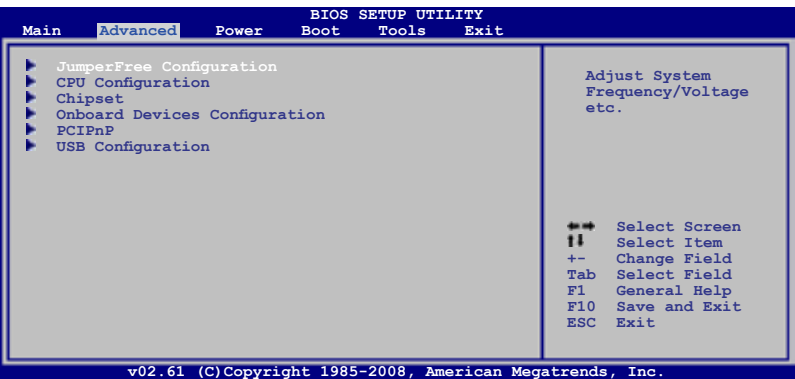 BIOS SETUP UTILITY
Main Advanced Power Boot Tools Exit
JumperFree Configuration
CPU Configuration
Chipset
Onboard Devices Configuration
PCIPnP
USB Configuration
Adjust System
Frequency/Voltage
etc.
Select Screen
Select Item
+- Change Field
Tab Select Field
F1 General Help
F10 Save and Exit
ESC Exit
v02.61 (C)Copyright 1985-2008, American Megatrends, Inc.